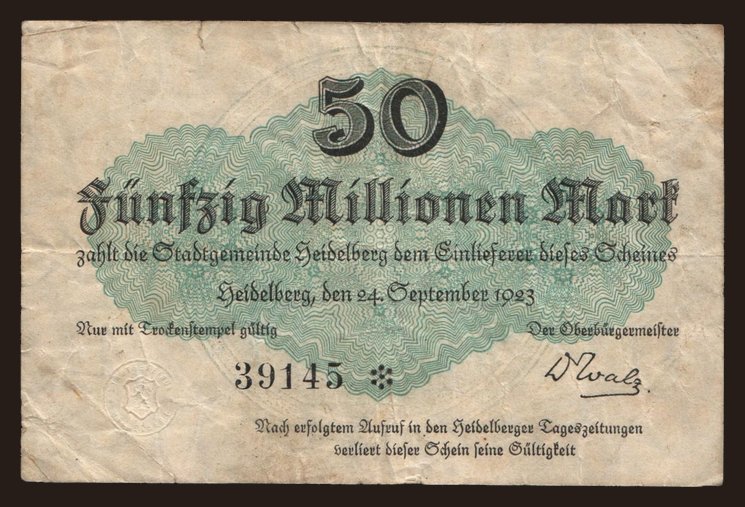 50
Fünfzig Millionen Mark
zahlt die Stadtgemeinde Heidelberg dem Einlieferer dieses Scheines
Heidelberg, den 24. September 1923
Nur mit Trockenstempel gültig
Der Oberbürgermeister
39145 ✻
D Walz.
Nach erfolgtem Aufruf in den Heidelberger Tageszeitungen
verliert dieser Schein seine Gültigkeit